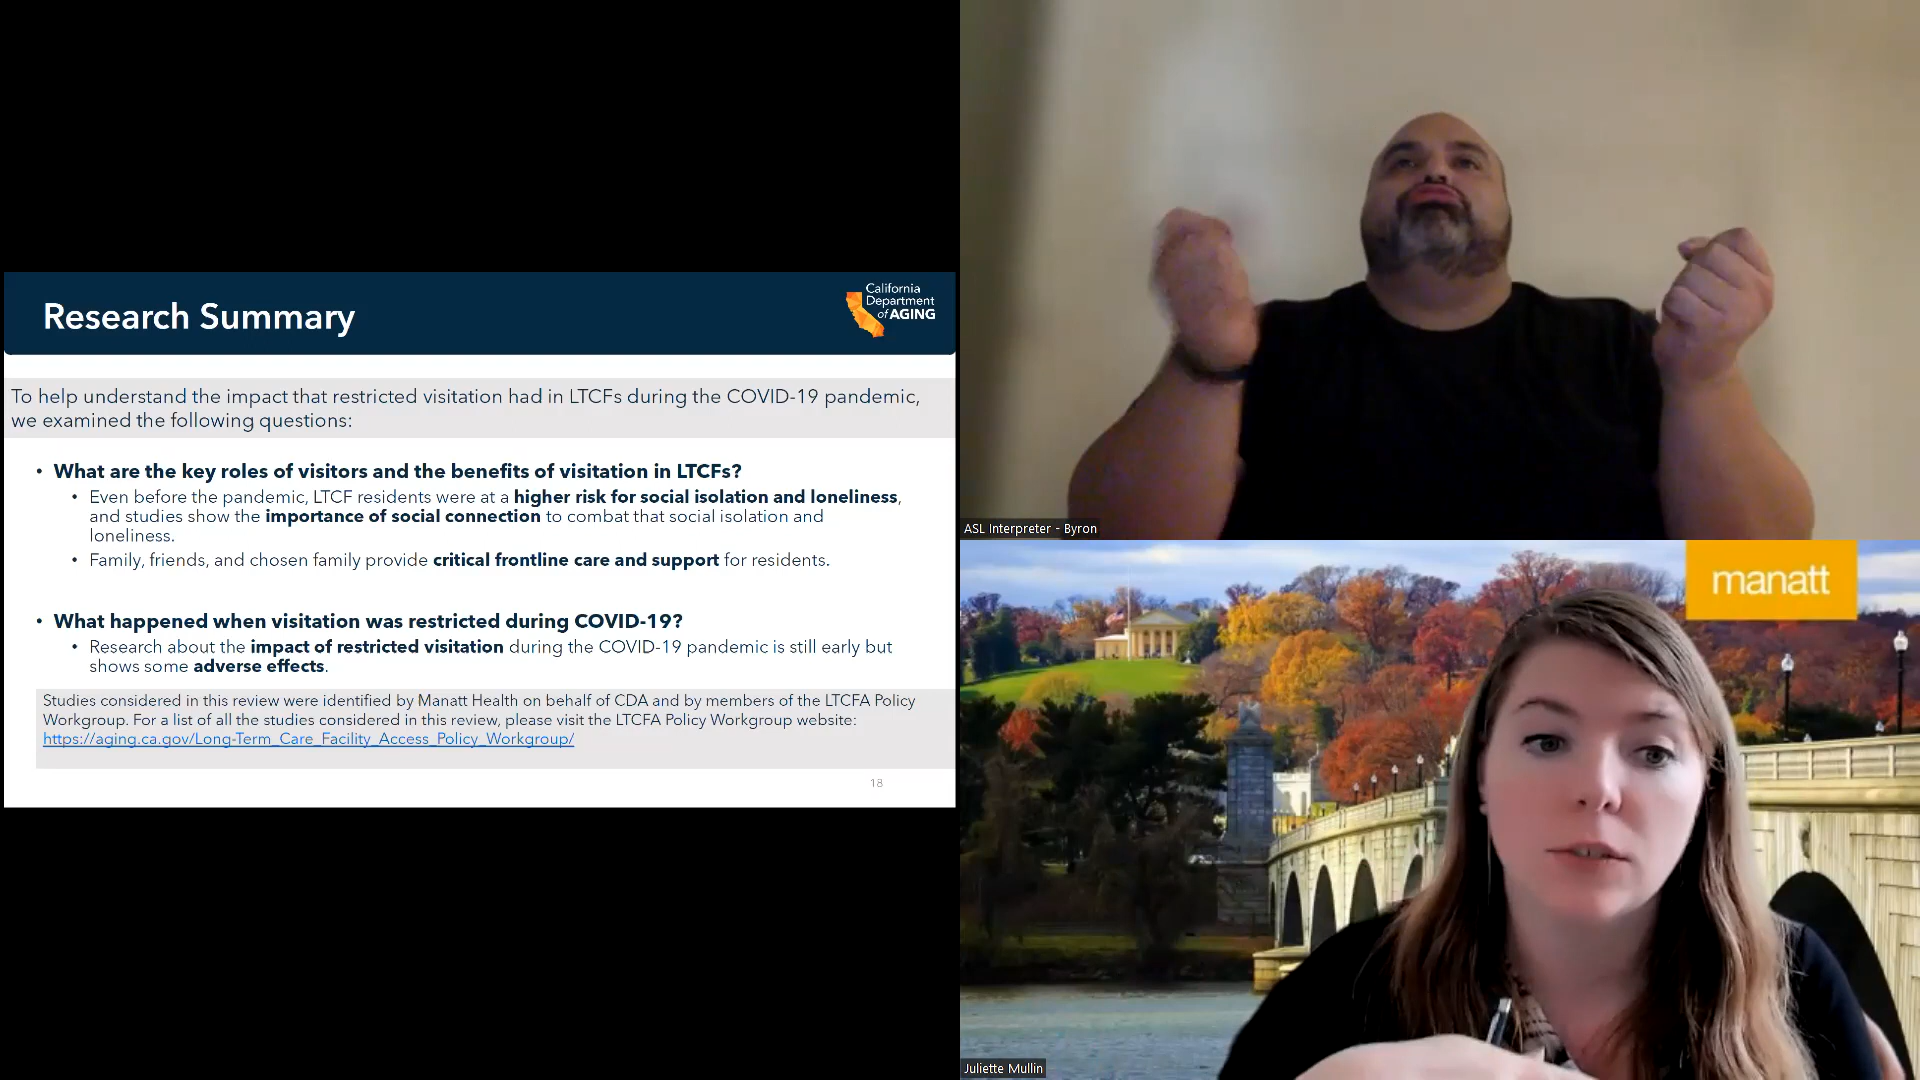 Research Summary
California
Department
of AGING
To help understand the impact that restricted visitation had in LTCFs during the COVID-19 pandemic,
we examined the following questions:
• What are the key roles of visitors and the benefits of visitation in LTCFs?
• Even before the pandemic, LTCF residents were at a higher risk for social isolation and loneliness,
and studies show the importance of social connection to combat that social isolation and
loneliness.
• Family, friends, and chosen family provide critical frontline care and support for residents.
• What happened when visitation was restricted during COVID-19?
• Research about the impact of restricted visitation during the COVID-19 pandemic is still early but
shows some adverse effects.
Studies considered in this review were identified by Manatt Health on behalf of CDA and by members of the LTCFA Policy
Workgroup. For a list of all the studies considered in this review, please visit the LTCFA Policy Workgroup website:
https://aging.ca.gov/Long-Term_Care_Facility_Access_Policy_Workgroup/
18
ASL Interpreter - Byron
manatt
Juliette Mullin